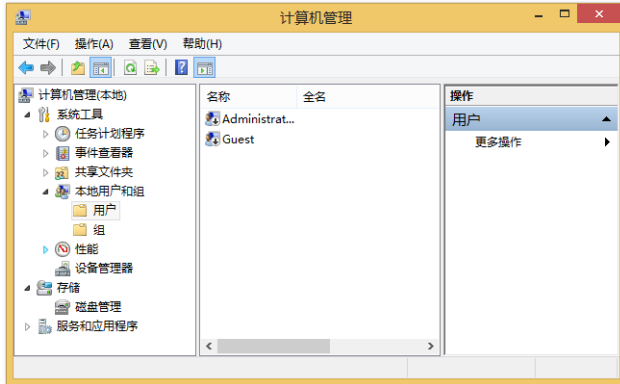 计算机管理
文件(F) 操作(A) 查看(V) 帮助(H)
计算机管理(本地)
系统工具
任务计划程序
事件查看器
共享文件夹
本地用户和组
用户
组
性能
设备管理器
存储
磁盘管理
服务和应用程序
名称 全名
Administrat...
Guest
操作
用户
更多操作